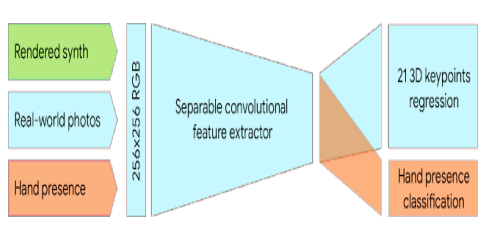 Rendered synth
Real-world photos
Hand presence
256x256 RGB
Separable convolutional
feature extractor
21 3D keypoints
regression
Hand presence
classification